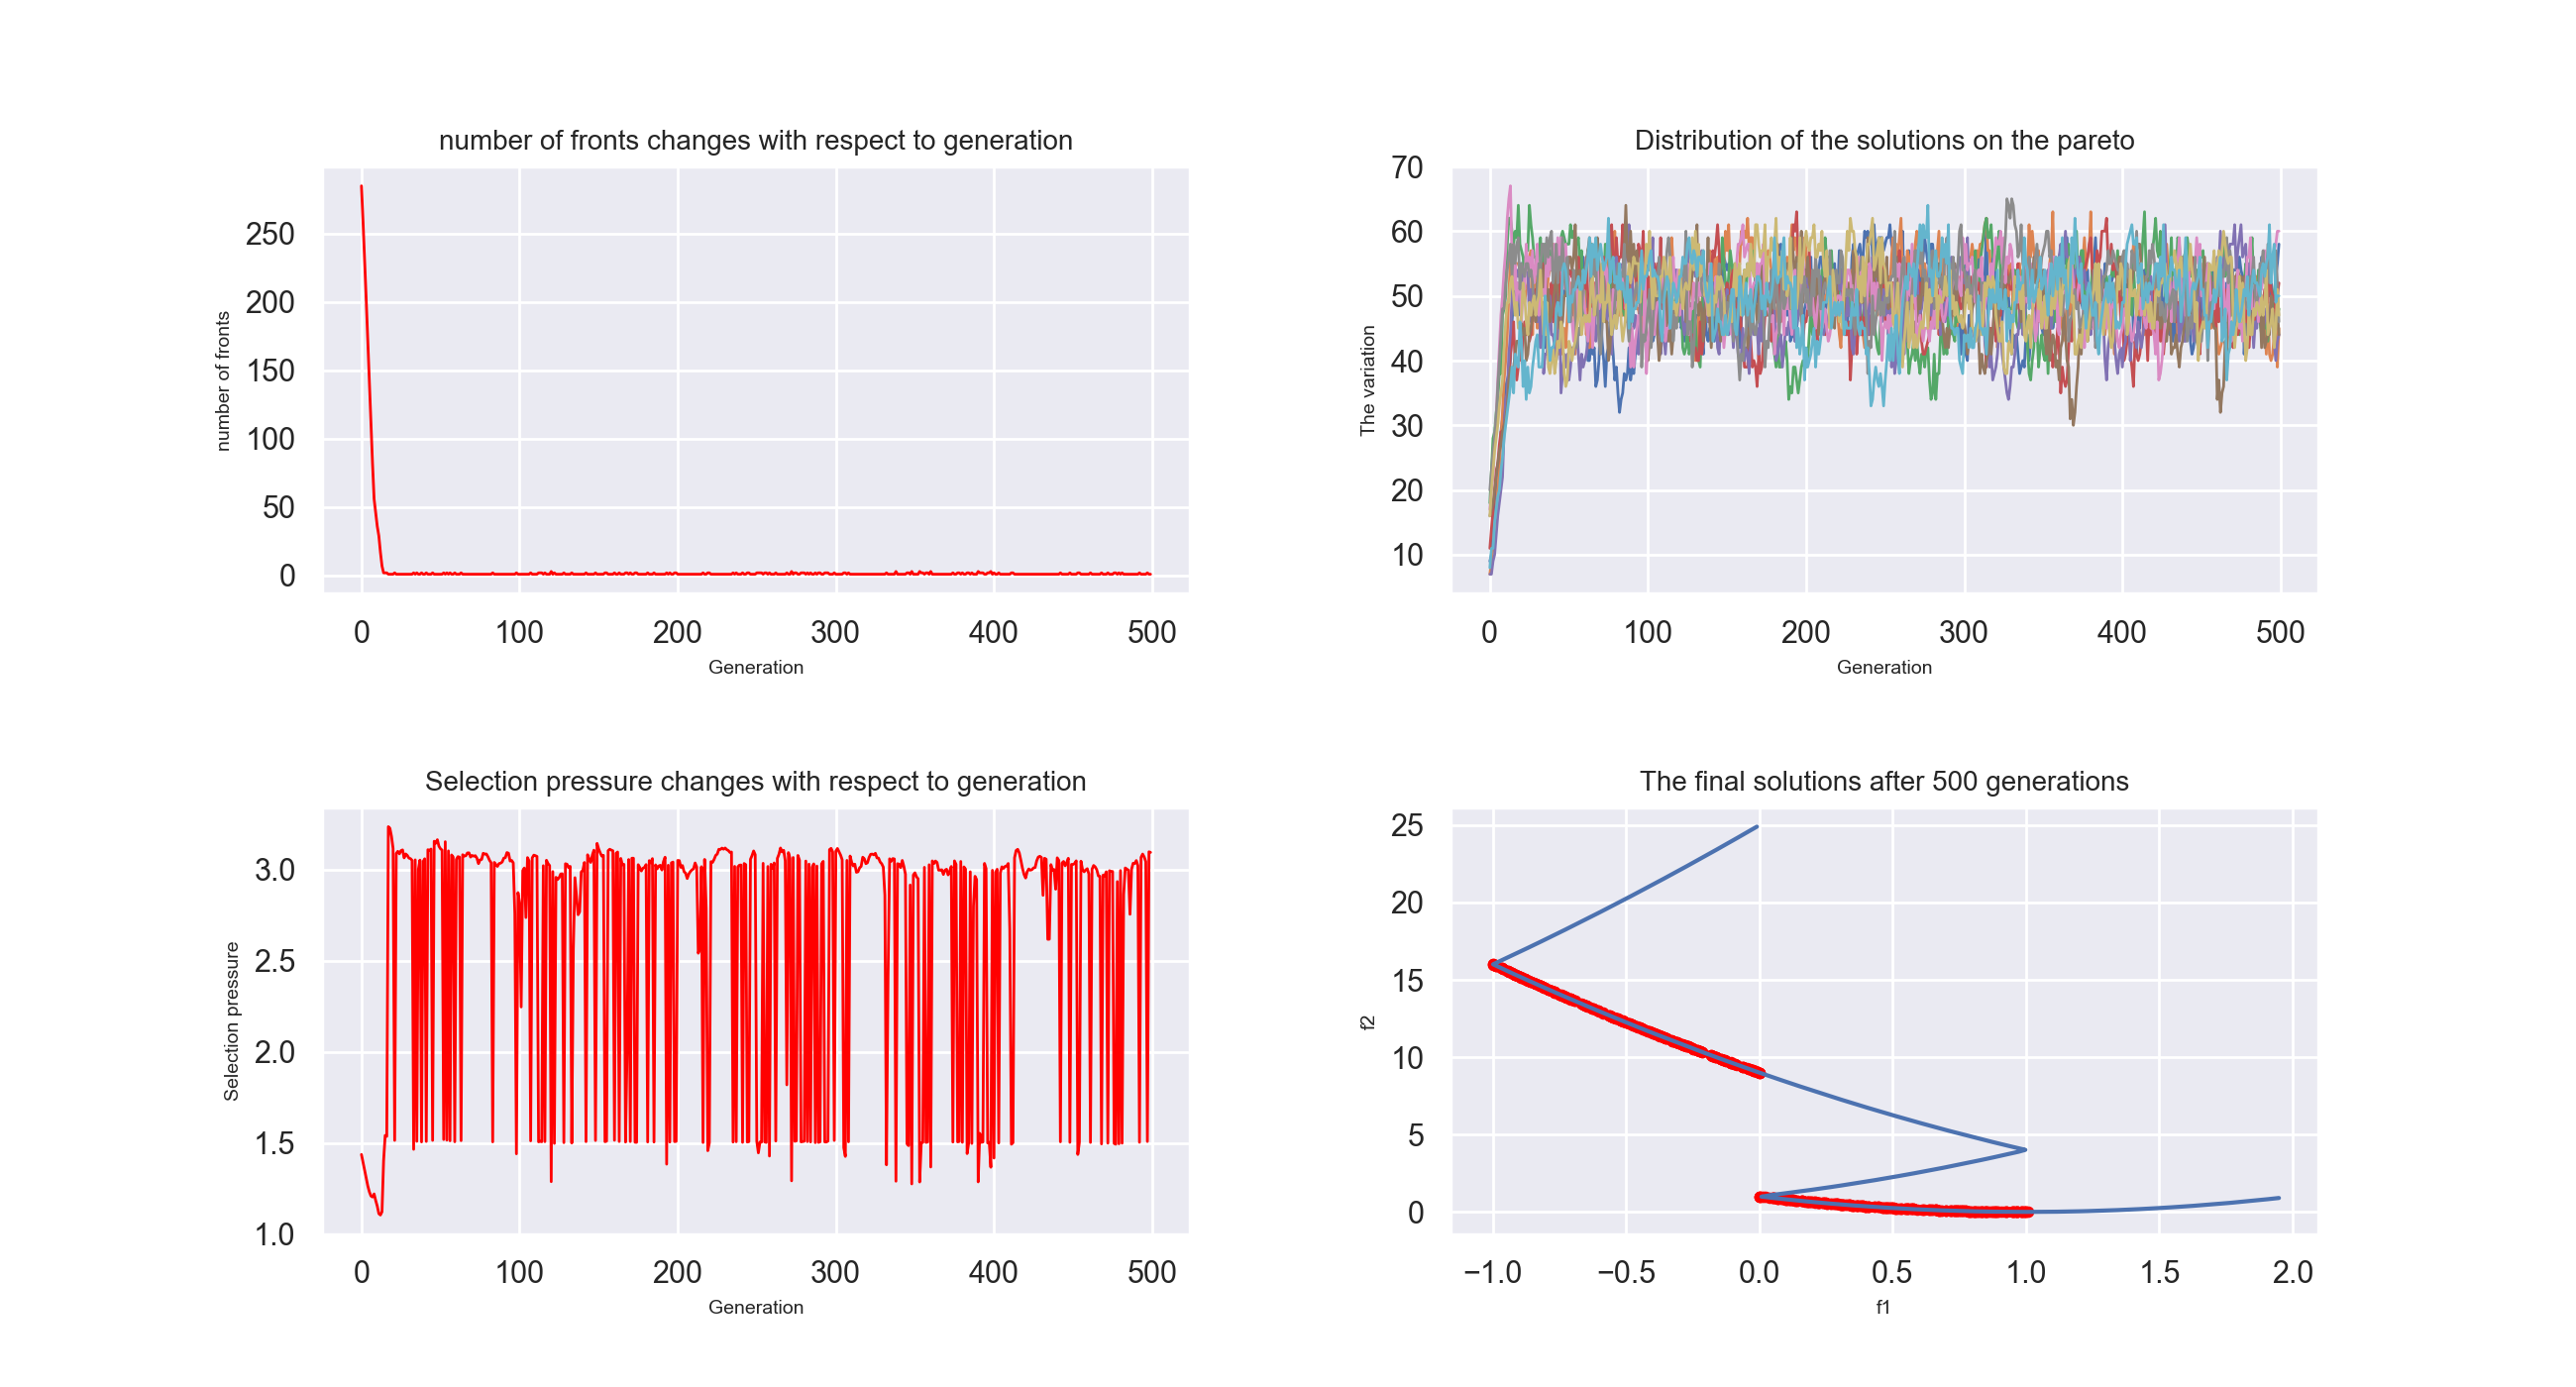 number of fronts changes with respect to generation
250
200
150
100
50
0
number of fronts
0 100 200 300 400 500
Generation
Distribution of the solutions on the pareto
70
60
50
40
30
20
10
The variation
0 100 200 300 400 500
Generation
Selection pressure changes with respect to generation
3.0
2.5
2.0
1.5
1.0
Selection pressure
0 100 200 300 400 500
Generation
The final solutions after 500 generations
25
20
15
10
5
0
f2
−1.0 −0.5 0.0 0.5 1.0 1.5 2.0
f1